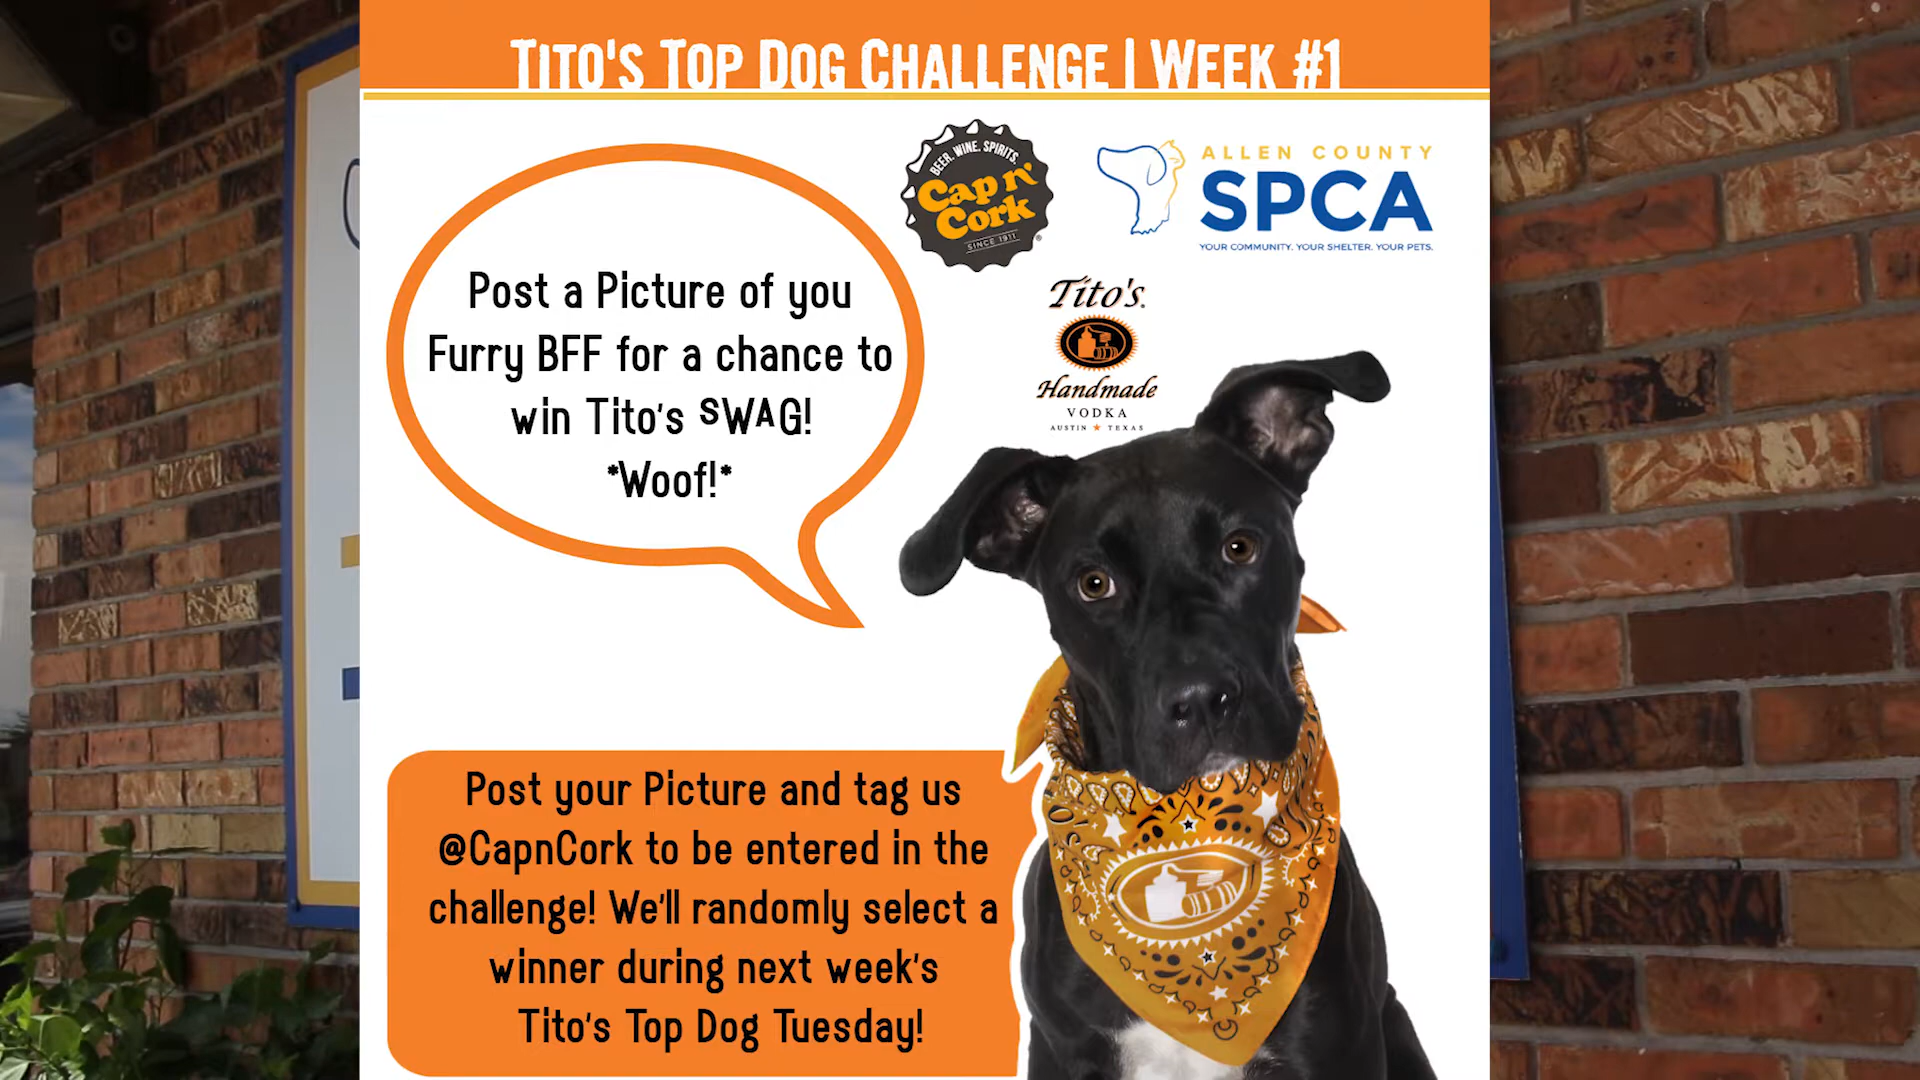 TITO'S TOP DOG CHALLENGE | WEEK #1
BEER. WINE. SPIRITS.
Cap n'
Cork
SINCE 1911
ALLEN COUNTY
SPCA
YOUR COMMUNITY. YOUR SHELTER. YOUR PETS.
Post a Picture of you
Furry BFF for a chance to
win Tito's SWAG!
*Woof!*
Tito's
Handmade
VODKA
AUSTIN ★ TEXAS
Post your Picture and tag us
@CapnCork to be entered in the
challenge! We'll randomly select a
winner during next week's
Tito's Top Dog Tuesday!